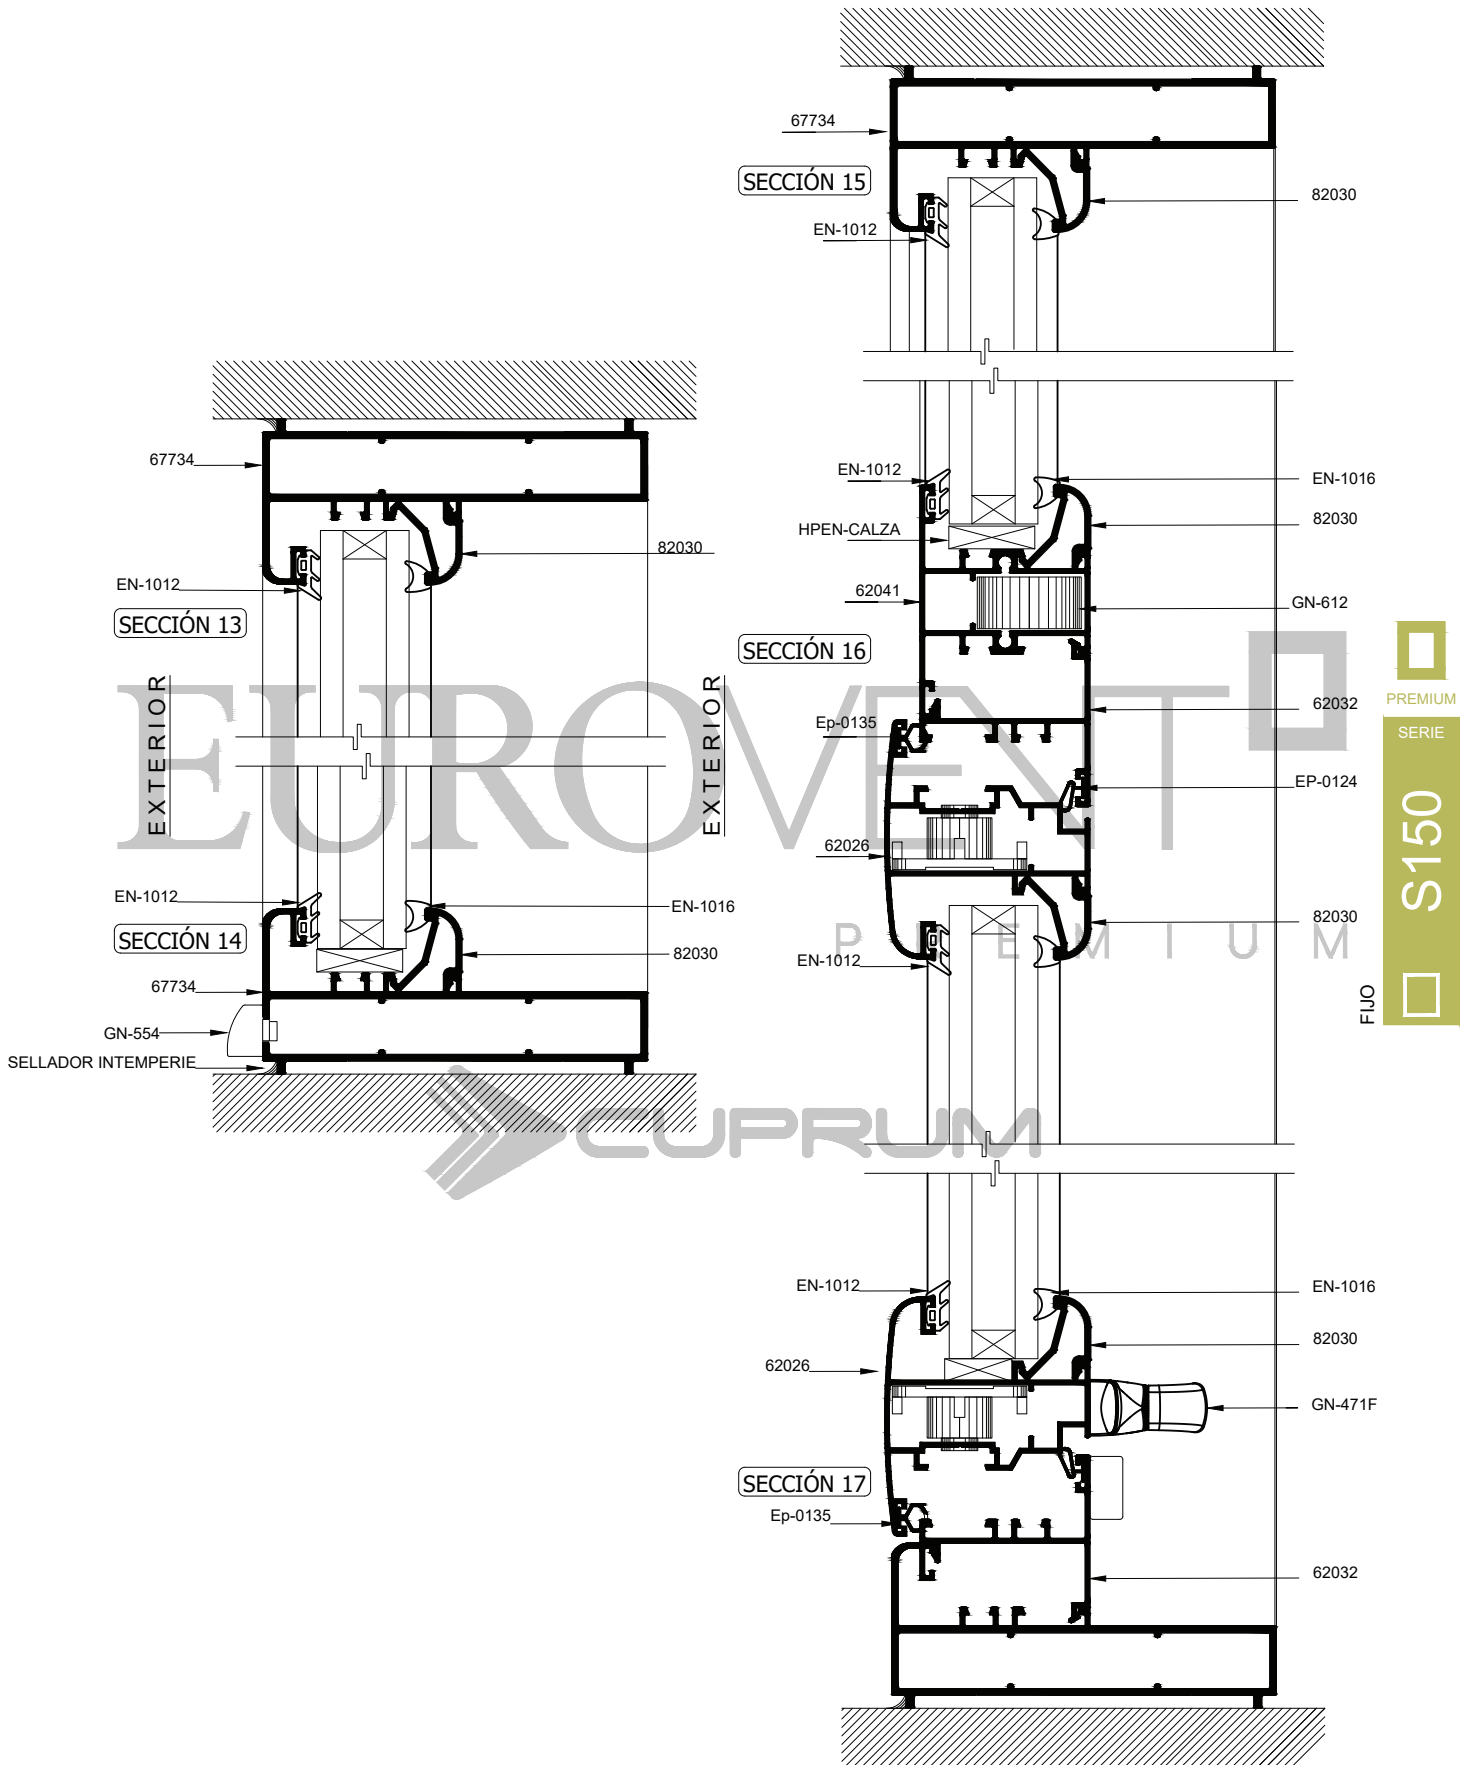 67734
82030
EN-1012
SECCIÓN 13
EXTERIOR
EN-1012
EN-1016
SECCIÓN 14
82030
67734
GN-554
SELLADOR INTEMPERIE
67734
SECCIÓN 15
82030
EN-1012
EN-1012
EN-1016
HPEN-CALZA
82030
62041
GN-612
SECCIÓN 16
62032
Ep-0135
EXTERIOR
EP-0124
62026
82030
EN-1012
EN-1012
EN-1016
82030
62026
GN-471F
SECCIÓN 17
Ep-0135
62032
EUROVENT
PREMIUM
CUPRUM
PREMIUM
SERIE
S150
FIJO